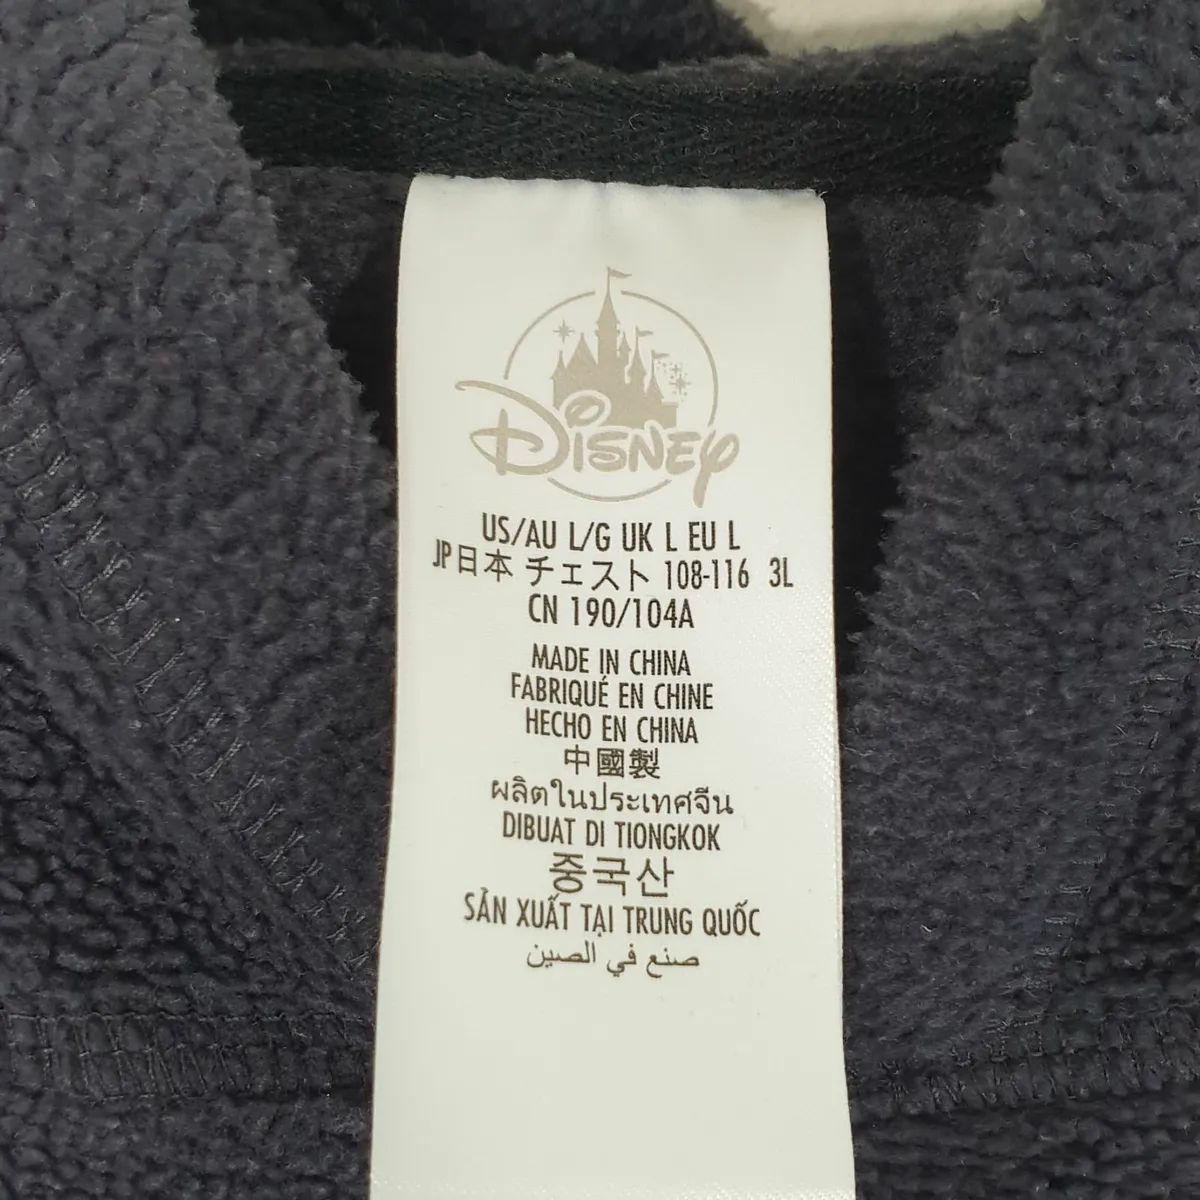 Disney
US/AU L/G UK L EU L
JP日本 チェスト 108-116 3L
CN 190/104A
MADE IN CHINA
FABRIQUÉ EN CHINE
HECHO EN CHINA
中國製
ผลิตในประเทศจีน
DIBUAT DI TIONGKOK
중국산
SẢN XUẤT TẠI TRUNG QUỐC
صنع في الصين